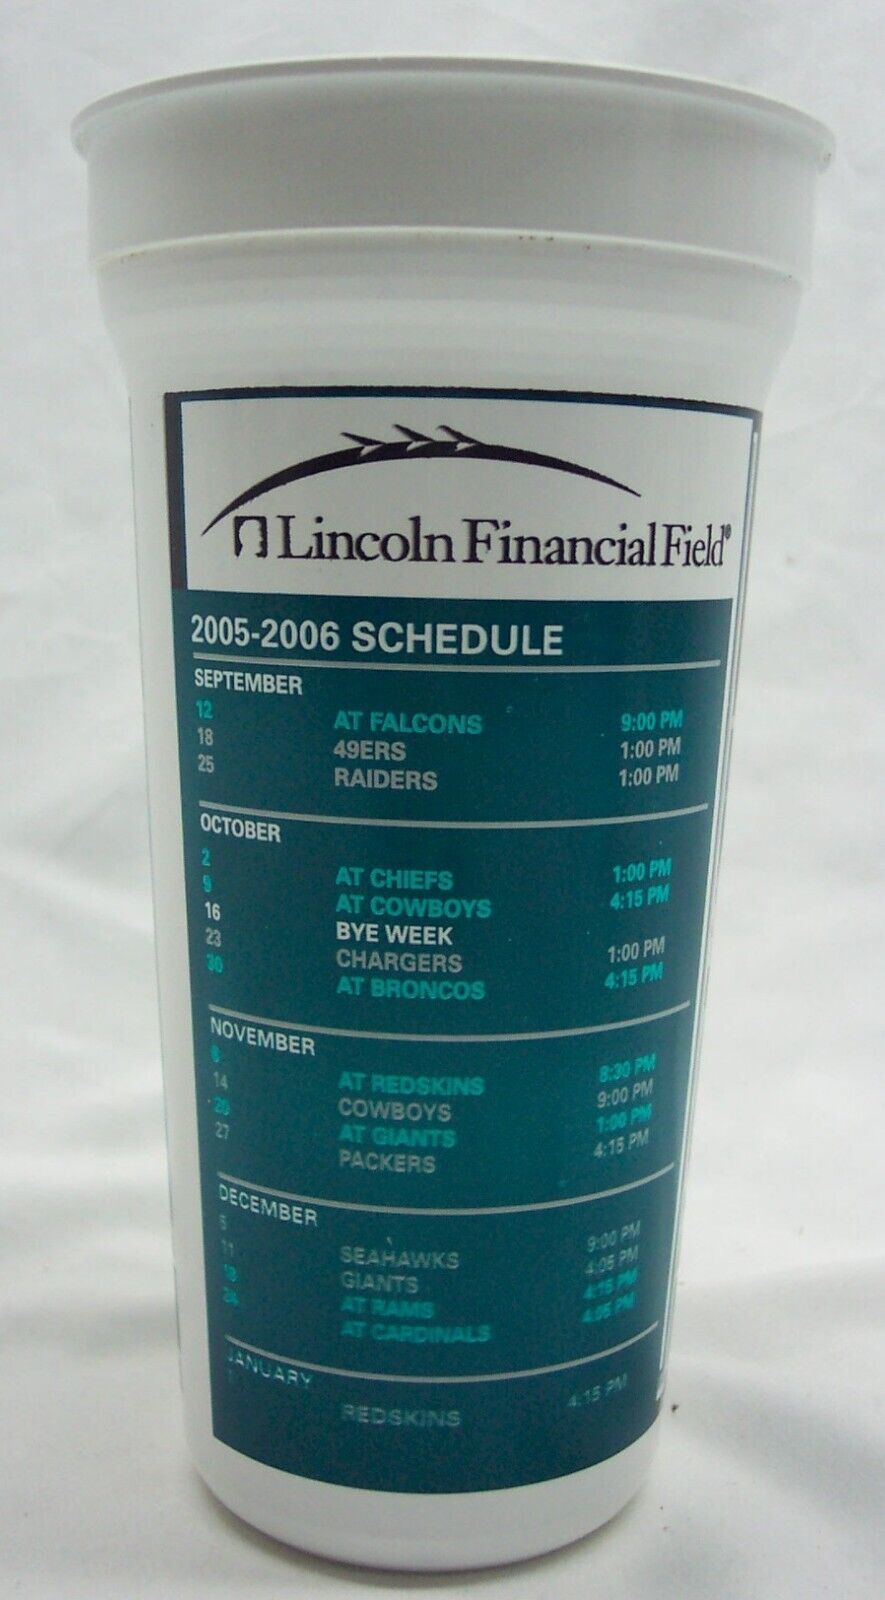 Lincoln Financial Field®
2005-2006 SCHEDULE
SEPTEMBER
12 AT FALCONS 9:00 PM
18 49ERS 1:00 PM
25 RAIDERS 1:00 PM
OCTOBER
2 AT CHIEFS 1:00 PM
9 AT COWBOYS 4:15 PM
16 BYE WEEK
23 CHARGERS 1:00 PM
30 AT BRONCOS 4:15 PM
NOVEMBER
6 AT REDSKINS 8:30 PM
14 COWBOYS 9:00 PM
20 AT GIANTS 1:00 PM
27 PACKERS 4:15 PM
DECEMBER
5 SEAHAWKS 9:00 PM
11 GIANTS 4:05 PM
18 AT RAMS 4:15 PM
24 AT CARDINALS 4:05 PM
JANUARY
REDSKINS 4:15 PM